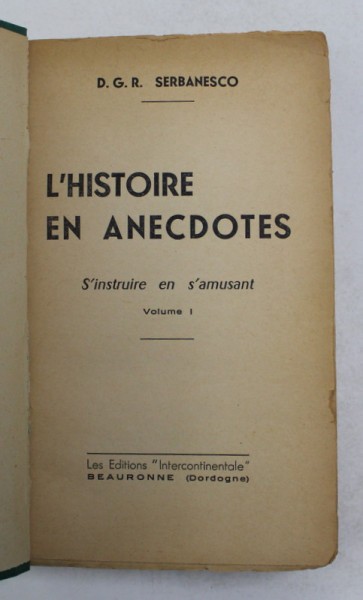 D. G. R. SERBANESCO
L'HISTOIRE
EN ANECDOTES
S'instruire en s'amusant
Volume I
Les Editions "Intercontinentale"
BEAURONNE (Dordogne)